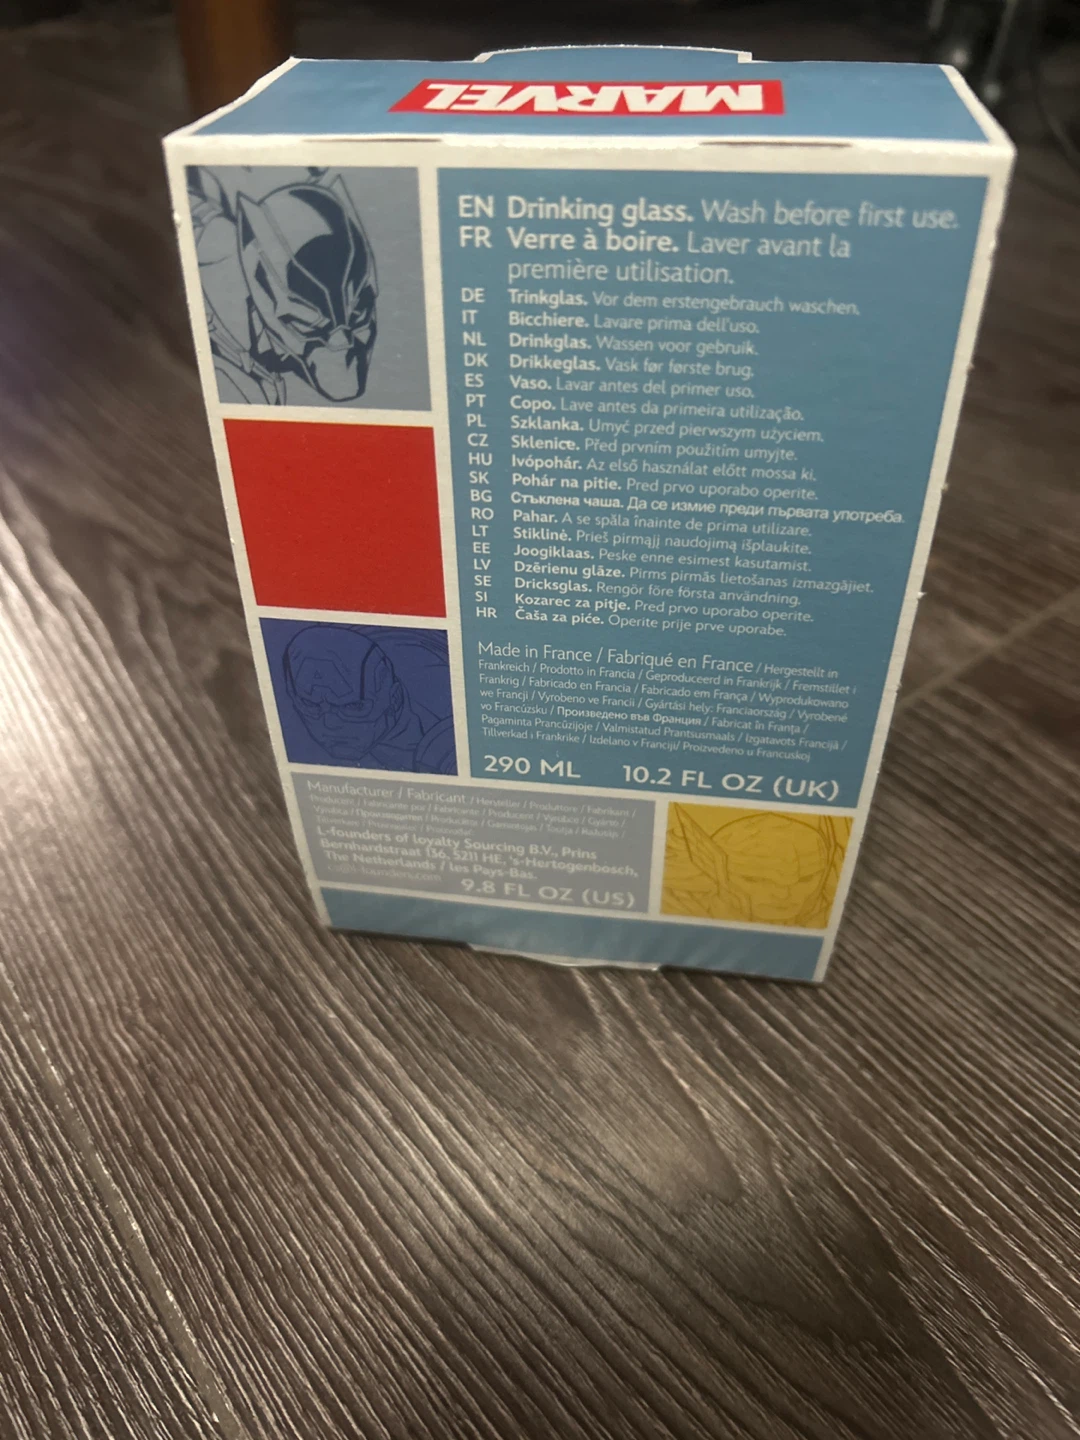 MARVEL
EN Drinking glass. Wash before first use.
FR Verre à boire. Laver avant la
première utilisation.
DE Trinkglas. Vor dem erstengebrauch waschen.
IT Bicchiere. Lavare prima dell'uso.
NL Drinkglas. Wassen voor gebruik.
DK Drikkeglas. Vask før første brug.
ES Vaso. Lavar antes del primer uso.
PT Copo. Lave antes da primeira utilização.
PL Szklanka. Umyć przed pierwszym użyciem.
CZ Sklenice. Před prvním použitím umyjte.
HU Ivópohár. Az első használat előtt mossa ki.
SK Pohár na pitie. Pred prvo uporabo operite.
BG Стъклена чаша. Да се измие преди първата употреба.
RO Pahar. A se spăla înainte de prima utilizare.
LT Stiklinė. Prieš pirmąjį naudojimą išplaukite.
EE Joogiklaas. Peske enne esimest kasutamist.
LV Dzērienu glāze. Pirms pirmās lietošanas izmazgājiet.
SE Dricksglas. Rengör före första användning.
SI Kozarec za pitje. Pred prvo uporabo operite.
HR Čaša za piće. Operite prije prve uporabe.
Made in France / Fabriqué en France / Hergestellt in
Frankreich / Prodotto in Francia / Geproduceerd in Frankrijk / Fremstillet i
Frankrig / Fabricado en Francia / Fabricado em França / Wyprodukowano
we Francji / Vyrobeno ve Francii / Gyártási hely: Franciaország / Vyrobené
vo Francúzsku / Произведено във Франция / Fabricat în Franța /
Pagaminta Prancūzijoje / Valmistatud Prantsusmaals / Izgatavots Francijā /
Tillverkad i Frankrike / Izdelano v Franciji/ Proizvedeno u Francuskoj
290 ML 10.2 FL OZ (UK)
Manufacturer / Fabricant / Hersteller / Produttore / Fabrikant /
L-founders of loyalty Sourcing B.V., Prins
Bernhardstraat 136, 5211 HE, 's-Hertogenbosch,
The Netherlands / les Pays-Bas.
9.8 FL OZ (US)